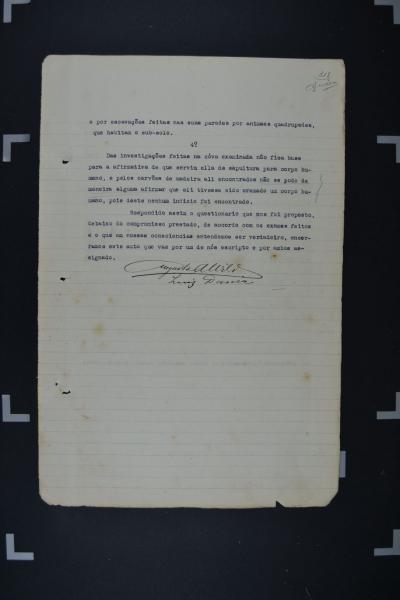 e por escavações feitas nas suas paredes por animaes quadrupedes,
que habitam o sub-solo.
4º
Das investigações feitas na cóva examinada não fica base
para a afirmativa de que servia ella de sepultura para corpo hu-
mano, e pelos carvões de madeira ali encontrados não se pode de
maneira alguma afirmar que ali tivesse sido cremado um corpo hu-
mano, pois deste nenhum indicio foi encontrado.
Respondido assim o questionario que nos foi proposto,
debaixo do compromisso prestado, de accordo com os exames feitos
e o que em nossas consciencias entendemos ser verdadeiro, encer-
ramos este auto que vae por um de nós escripto e por ambos as-
signado.
Luiz